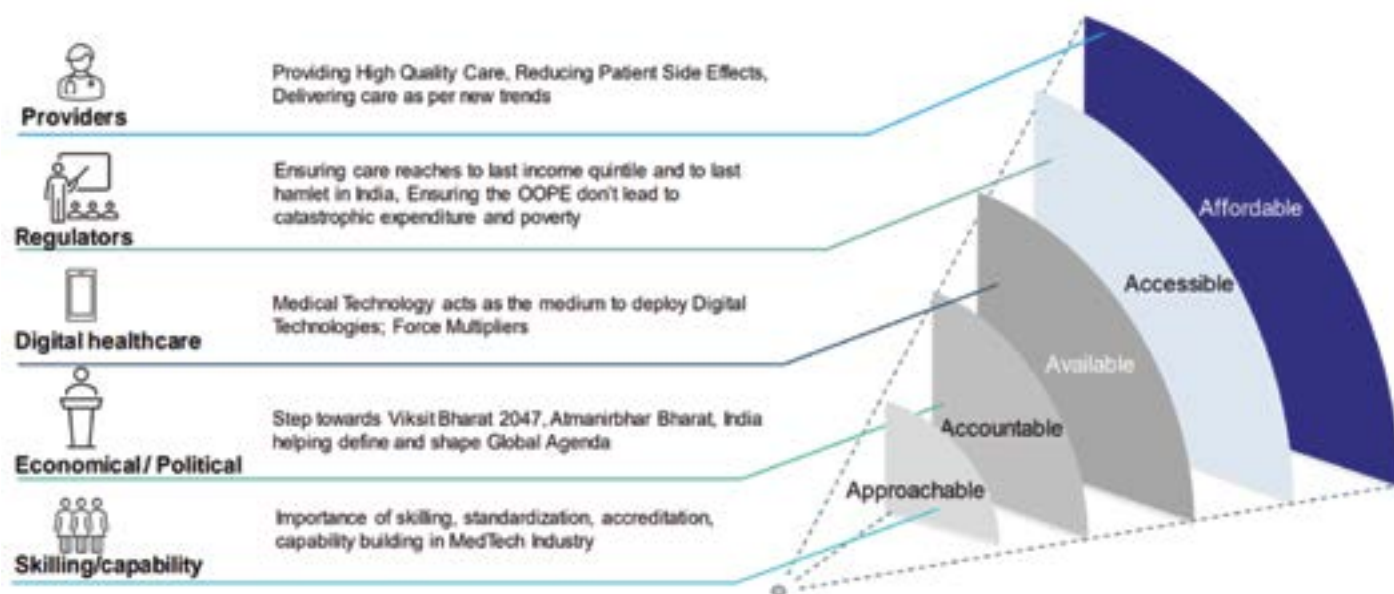 Providing High Quality Care, Reducing Patient Side Effects,
Delivering care as per new trends
Providers
Ensuring care reaches to last income quintile and to last
hamlet in India, Ensuring the OOPE don't lead to
catastrophic expenditure and poverty
Regulators
Medical Technology acts as the medium to deploy Digital
Technologies; Force Multipliers
Digital healthcare
Step towards Viksit Bharat 2047, Atmanirbhar Bharat, India
helping define and shape Global Agenda
Economical / Political
Importance of skilling, standardization, accreditation,
capability building in MedTech Industry
Skilling/capability
Affordable
Accessible
Available
Accountable
Approachable